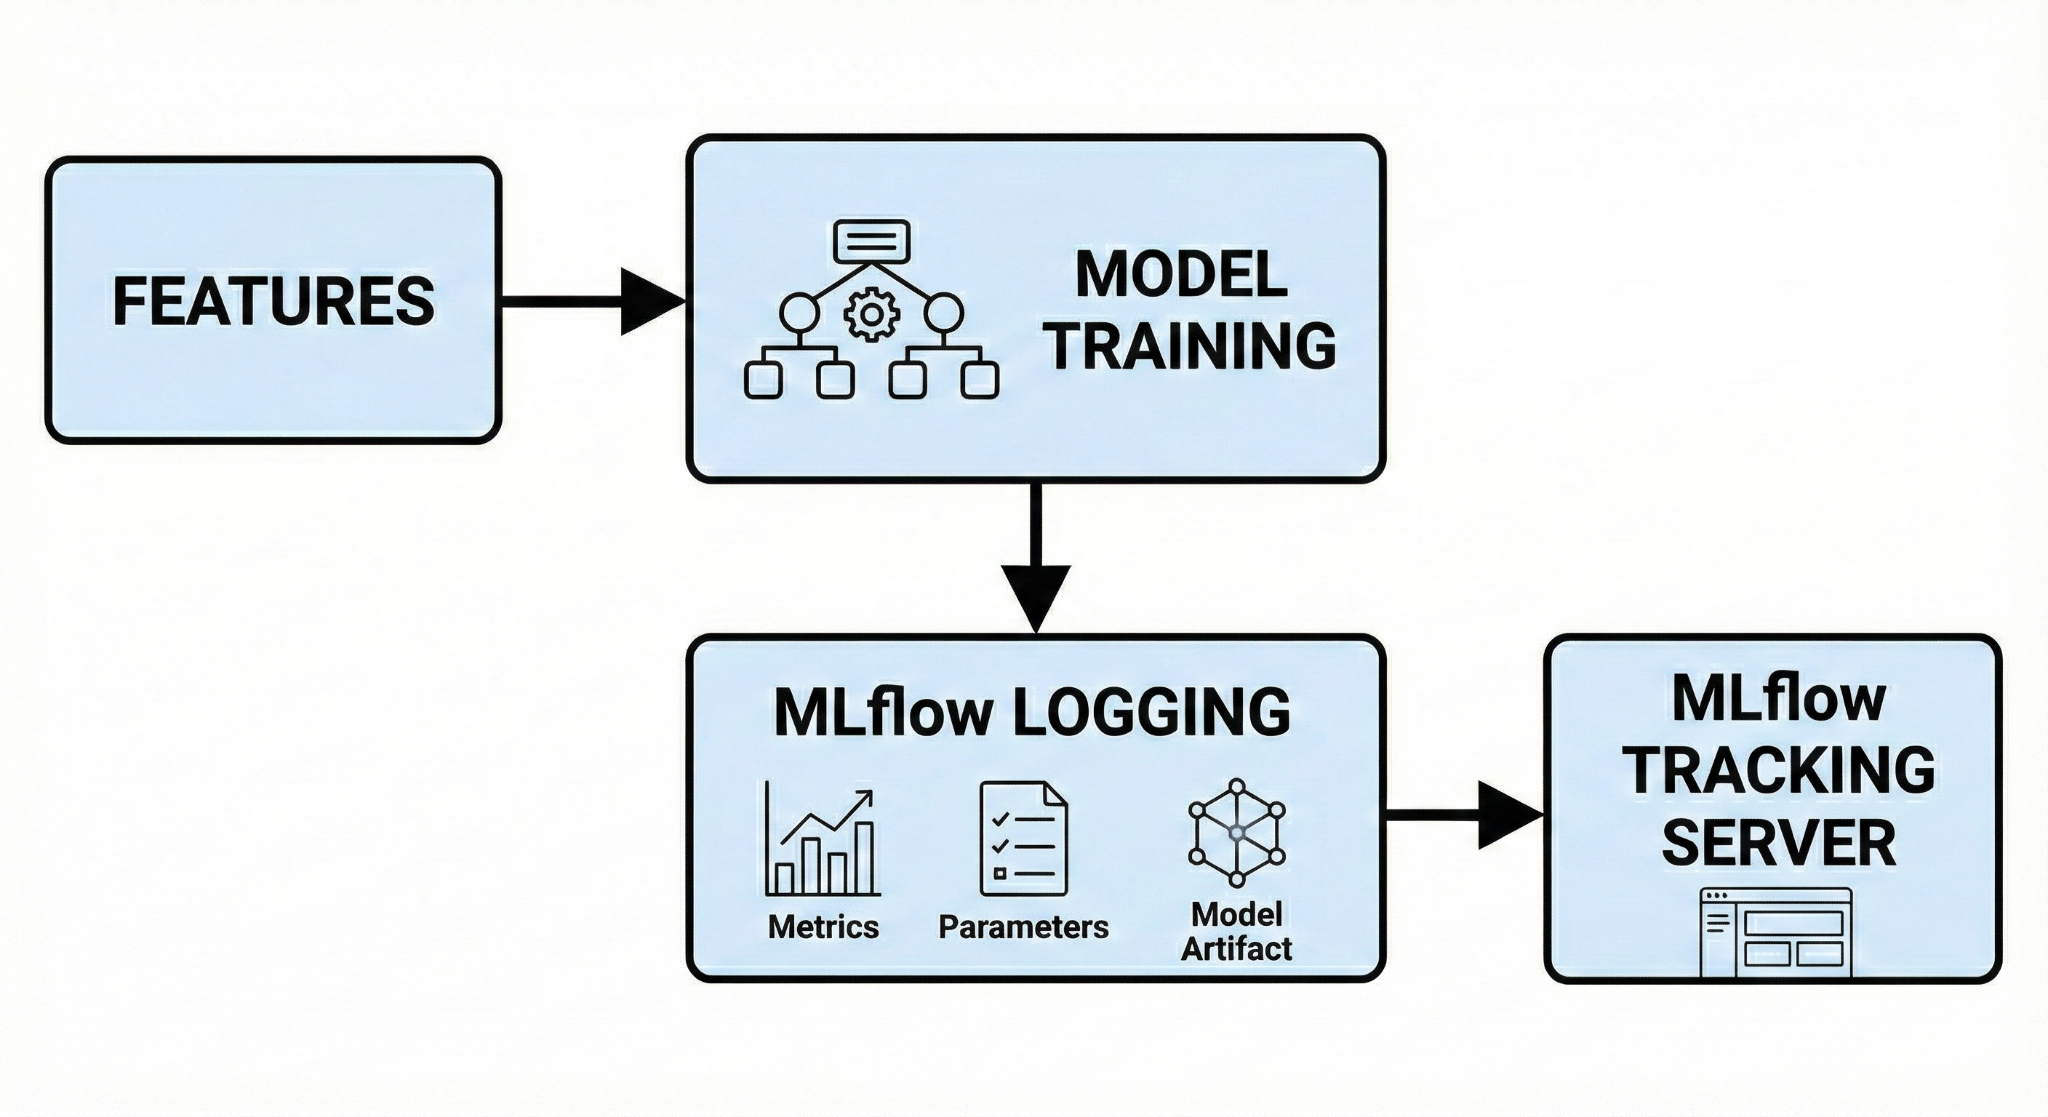 FEATURES
MODEL
TRAINING
MLflow LOGGING
Metrics
Parameters
Model
Artifact
MLflow
TRACKING
SERVER